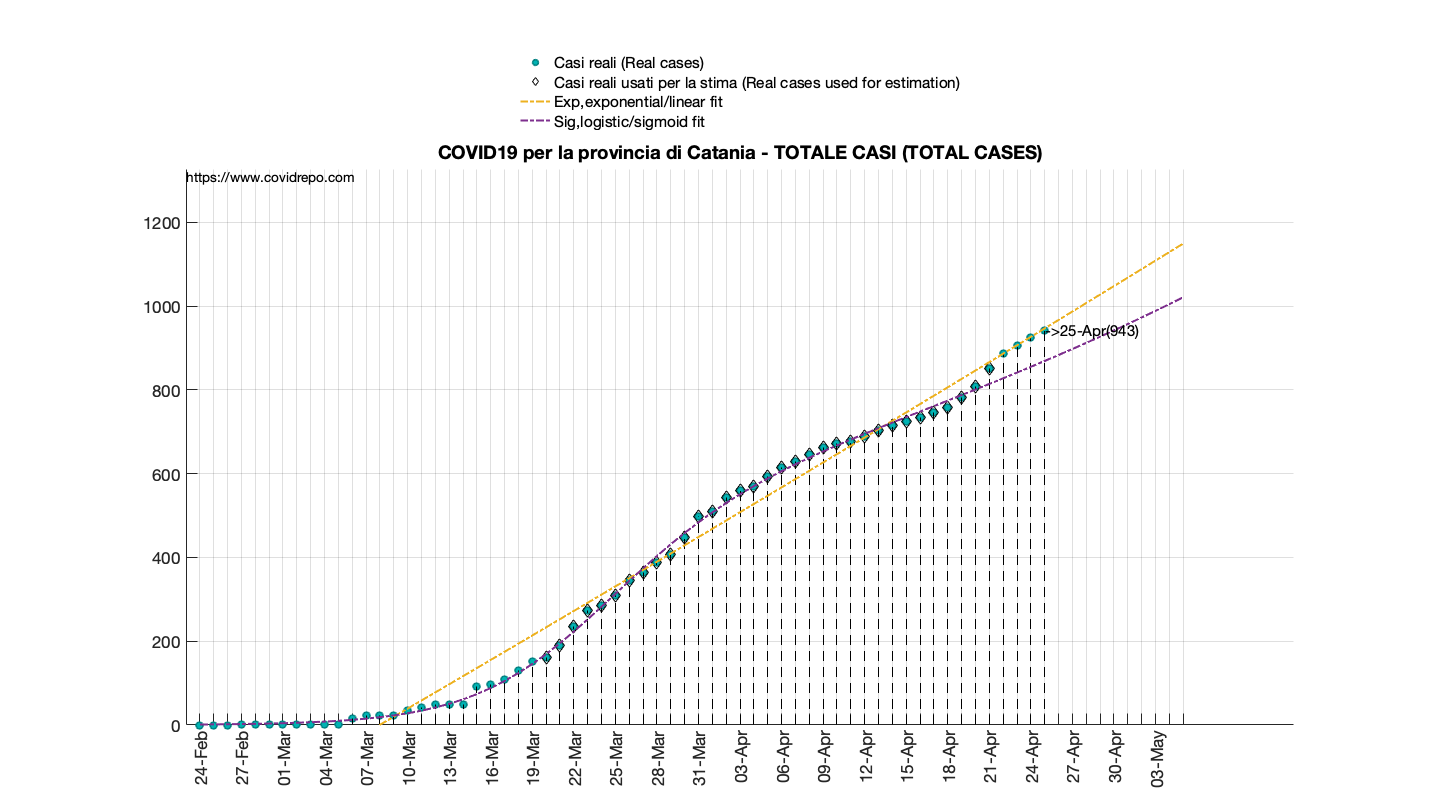 Casi reali (Real cases)
Casi reali usati per la stima (Real cases used for estimation)
Exp,exponential/linear fit
Sig,logistic/sigmoid fit
COVID19 per la provincia di Catania - TOTALE CASI (TOTAL CASES)
https://www.covidrepo.com
1200
1000
800
600
400
200
0
>25-Apr(943)
24-Feb
27-Feb
01-Mar
04-Mar
07-Mar
10-Mar
13-Mar
16-Mar
19-Mar
22-Mar
25-Mar
28-Mar
31-Mar
03-Apr
06-Apr
09-Apr
12-Apr
15-Apr
18-Apr
21-Apr
24-Apr
27-Apr
30-Apr
03-May